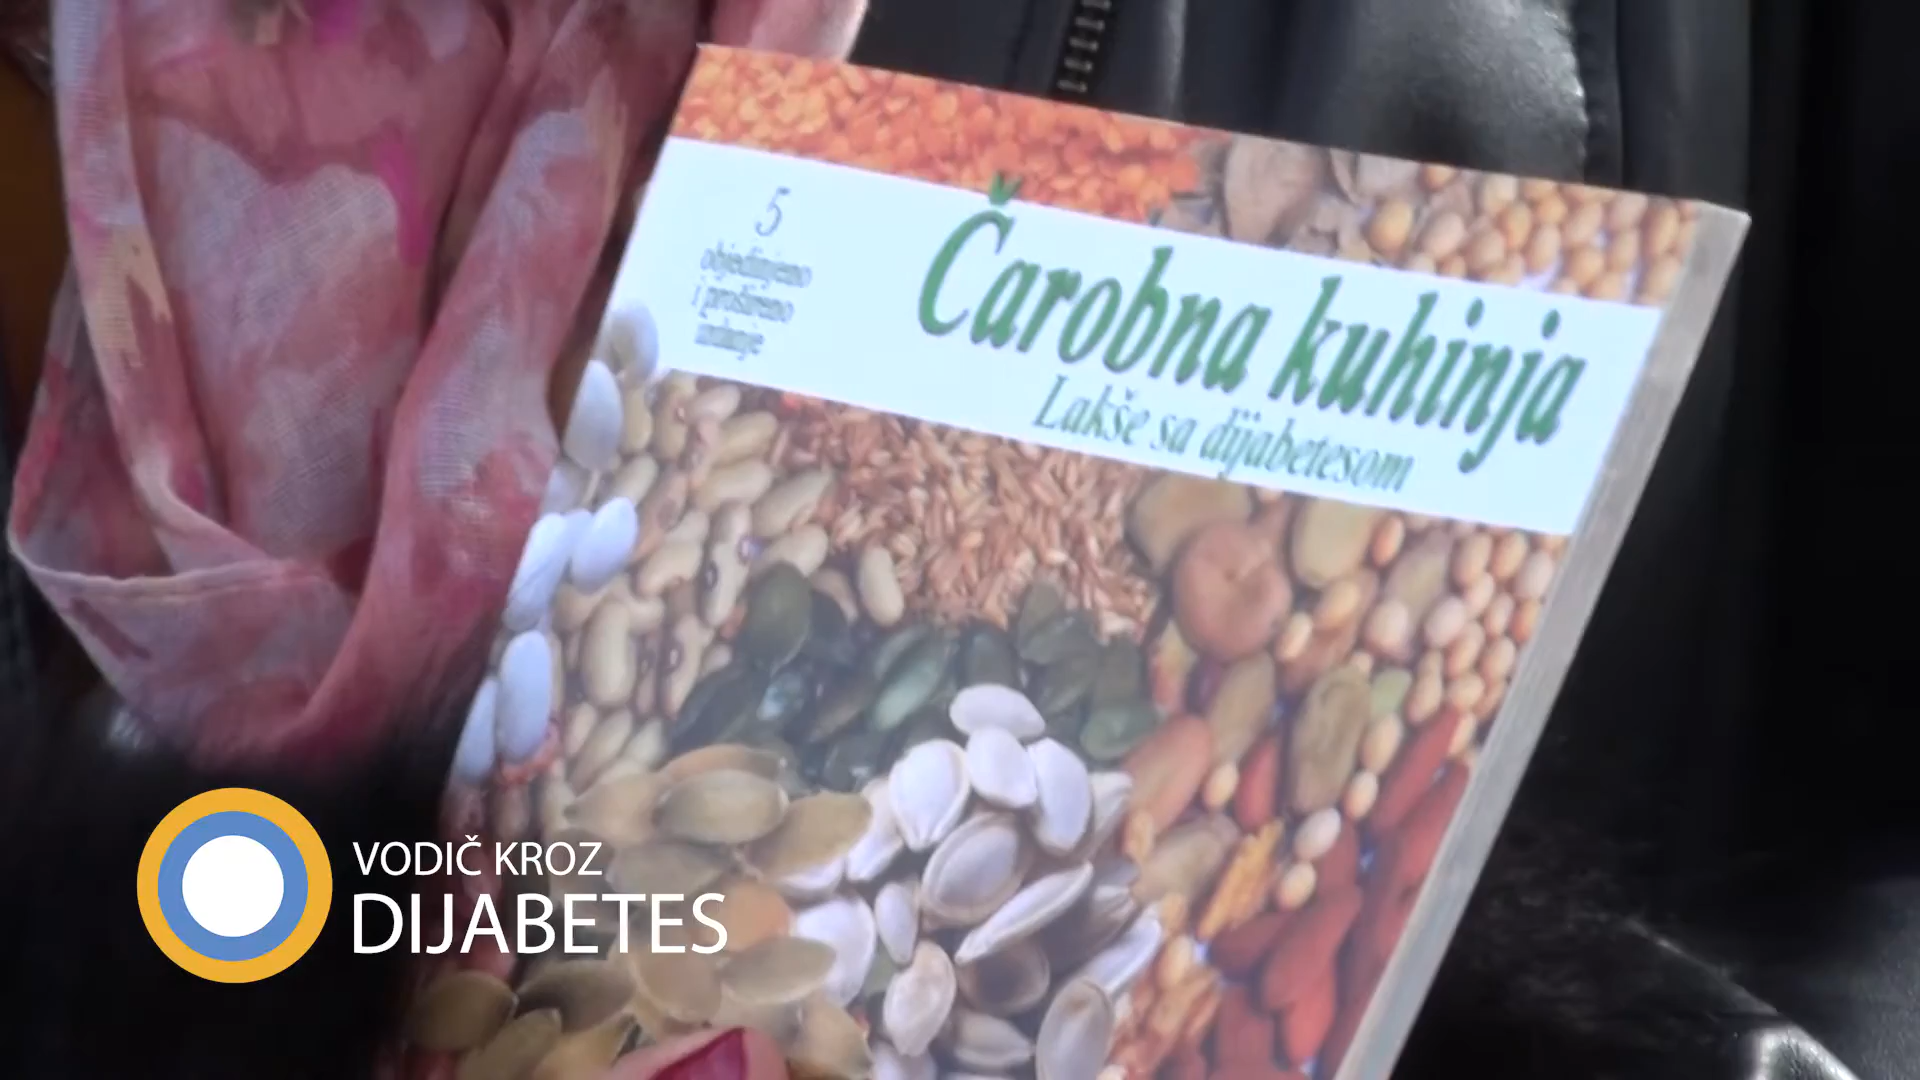 5
objedinjeno
i prošireno
izdanje
Čarobna kuhinja
Lakše sa dijabetesom
VODIČ KROZ
DIJABETES